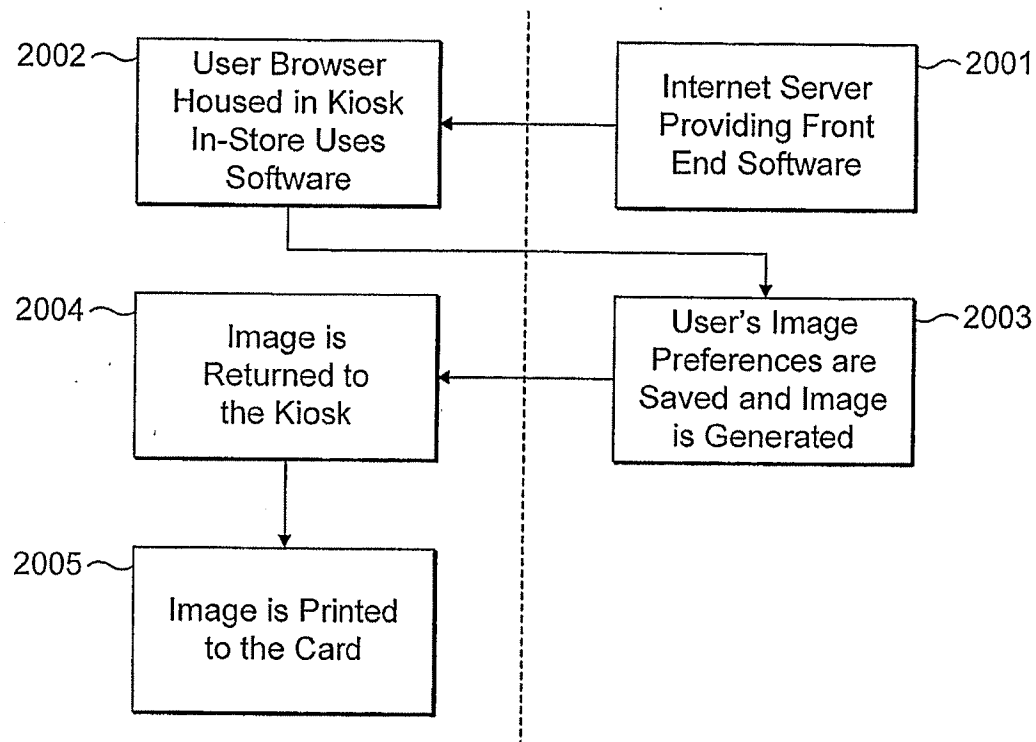 2002
User Browser
Housed in Kiosk
In-Store Uses
Software
2001
Internet Server
Providing Front
End Software
2004
Image is
Returned to
the Kiosk
2003
User's Image
Preferences are
Saved and Image
is Generated
2005
Image is Printed
to the Card